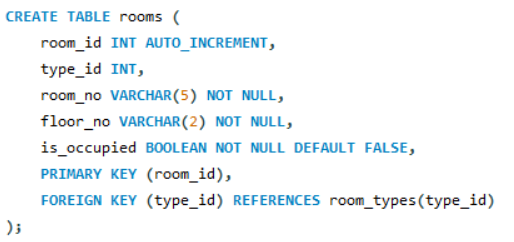 CREATE TABLE rooms (
    room_id INT AUTO_INCREMENT,
    type_id INT,
    room_no VARCHAR(5) NOT NULL,
    floor_no VARCHAR(2) NOT NULL,
    is_occupied BOOLEAN NOT NULL DEFAULT FALSE,
    PRIMARY KEY (room_id),
    FOREIGN KEY (type_id) REFERENCES room_types(type_id)
);